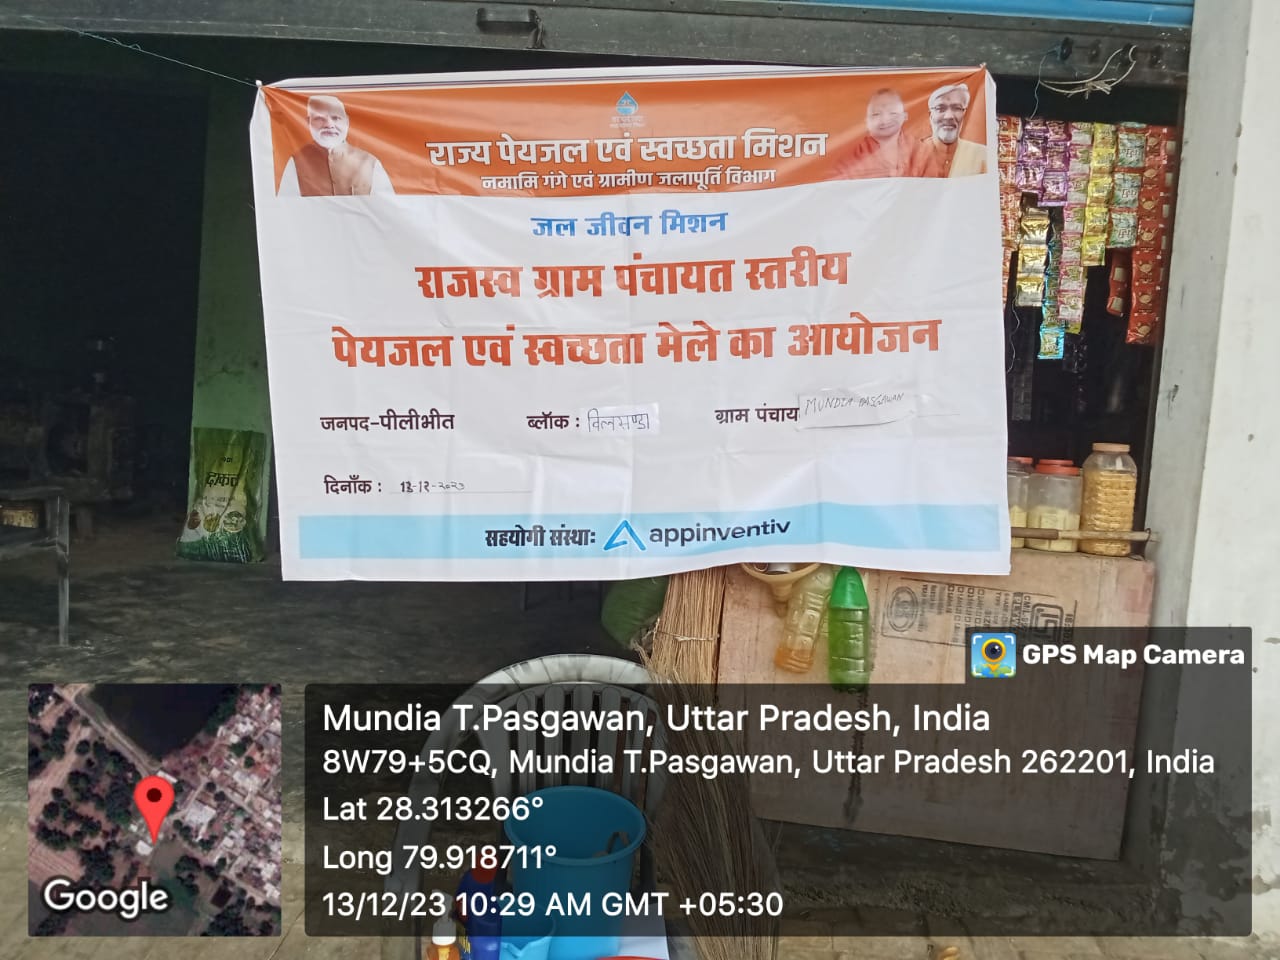 राज्य पेयजल एवं स्वच्छता मिशन
नमामि गंगे एवं ग्रामीण जलापूर्ति विभाग
जल जीवन मिशन
राजस्व ग्राम पंचायत स्तरीय
पेयजल एवं स्वच्छता मेले का आयोजन
जनपद-पीलीभीत ब्लॉक : विलसण्डा ग्राम पंचाय MUNDIA PASGAWAN
दिनाँक : 13-12-2023
सहयोगी संस्था: appinventiv
GPS Map Camera
Mundia T.Pasgawan, Uttar Pradesh, India
8W79+5CQ, Mundia T.Pasgawan, Uttar Pradesh 262201, India
Lat 28.313266°
Long 79.918711°
13/12/23 10:29 AM GMT +05:30
Google